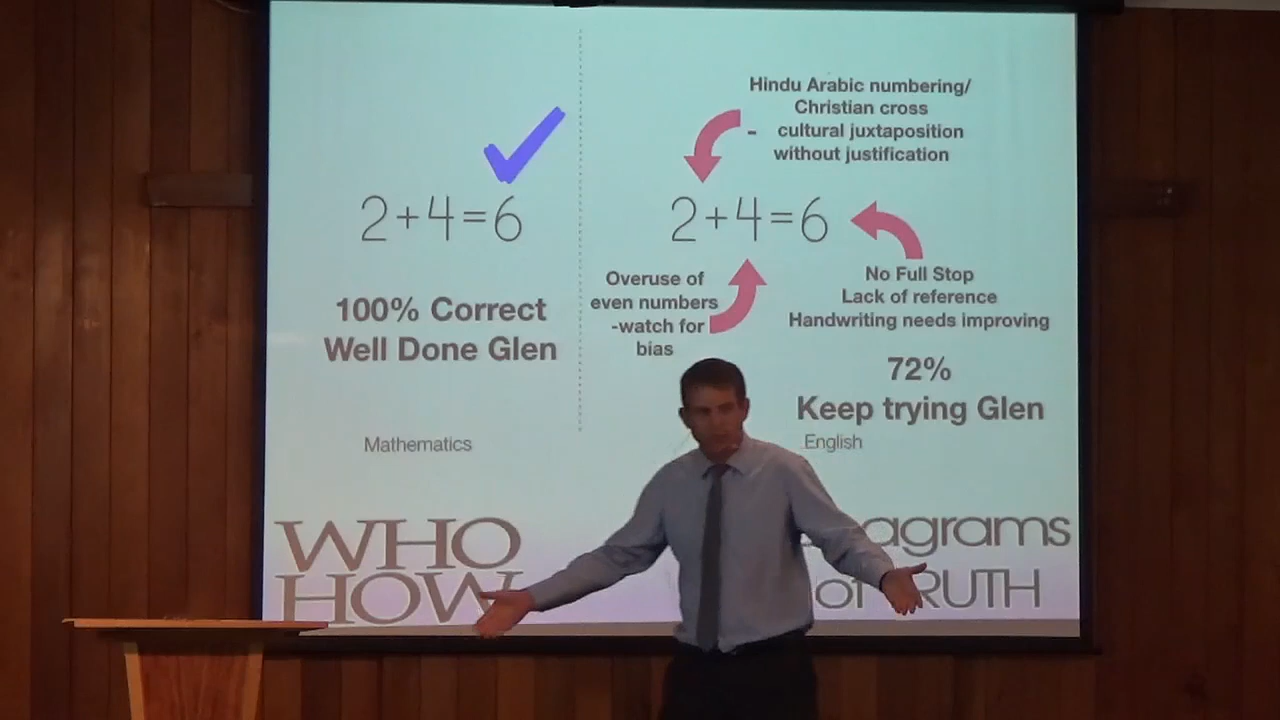 2+4=6
100% Correct
Well Done Glen
Mathematics
Hindu Arabic numbering/
Christian cross
- cultural juxtaposition
without justification
2+4=6
Overuse of
even numbers
-watch for
bias
No Full Stop
Lack of reference
Handwriting needs improving
72%
Keep trying Glen
English
WHO
HOW
agrams
of RUTH